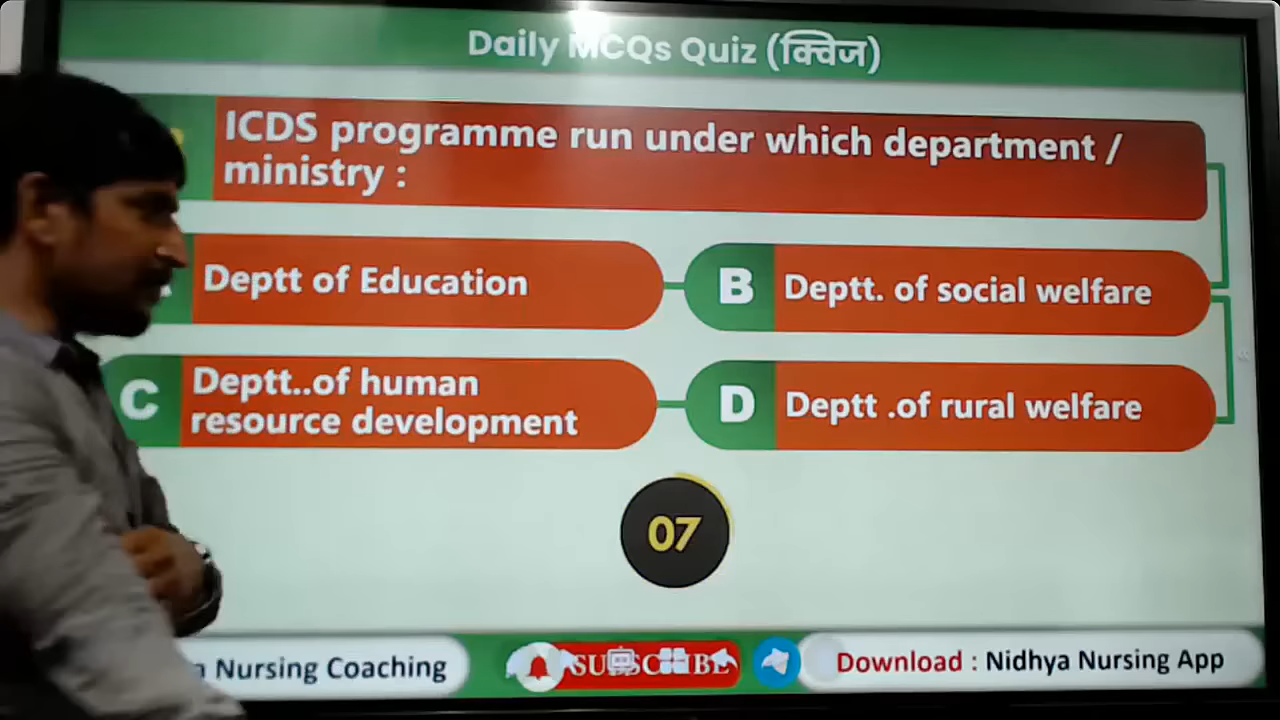 Daily MCQs Quiz (क्विज)
ICDS programme run under which department /
ministry :
Deptt of Education
B Deptt. of social welfare
C Deptt..of human
resource development
D Deptt .of rural welfare
07
Nursing Coaching
SUBSCRIBE
Download : Nidhya Nursing App